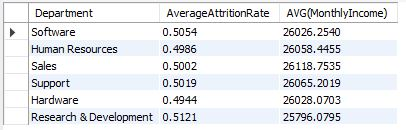 Department AverageAttritionRate AVG(MonthlyIncome)
Software 0.5054 26026.2540
Human Resources 0.4986 26058.4455
Sales 0.5002 26118.7535
Support 0.5019 26065.2019
Hardware 0.4944 26028.0703
Research & Development 0.5121 25796.0795